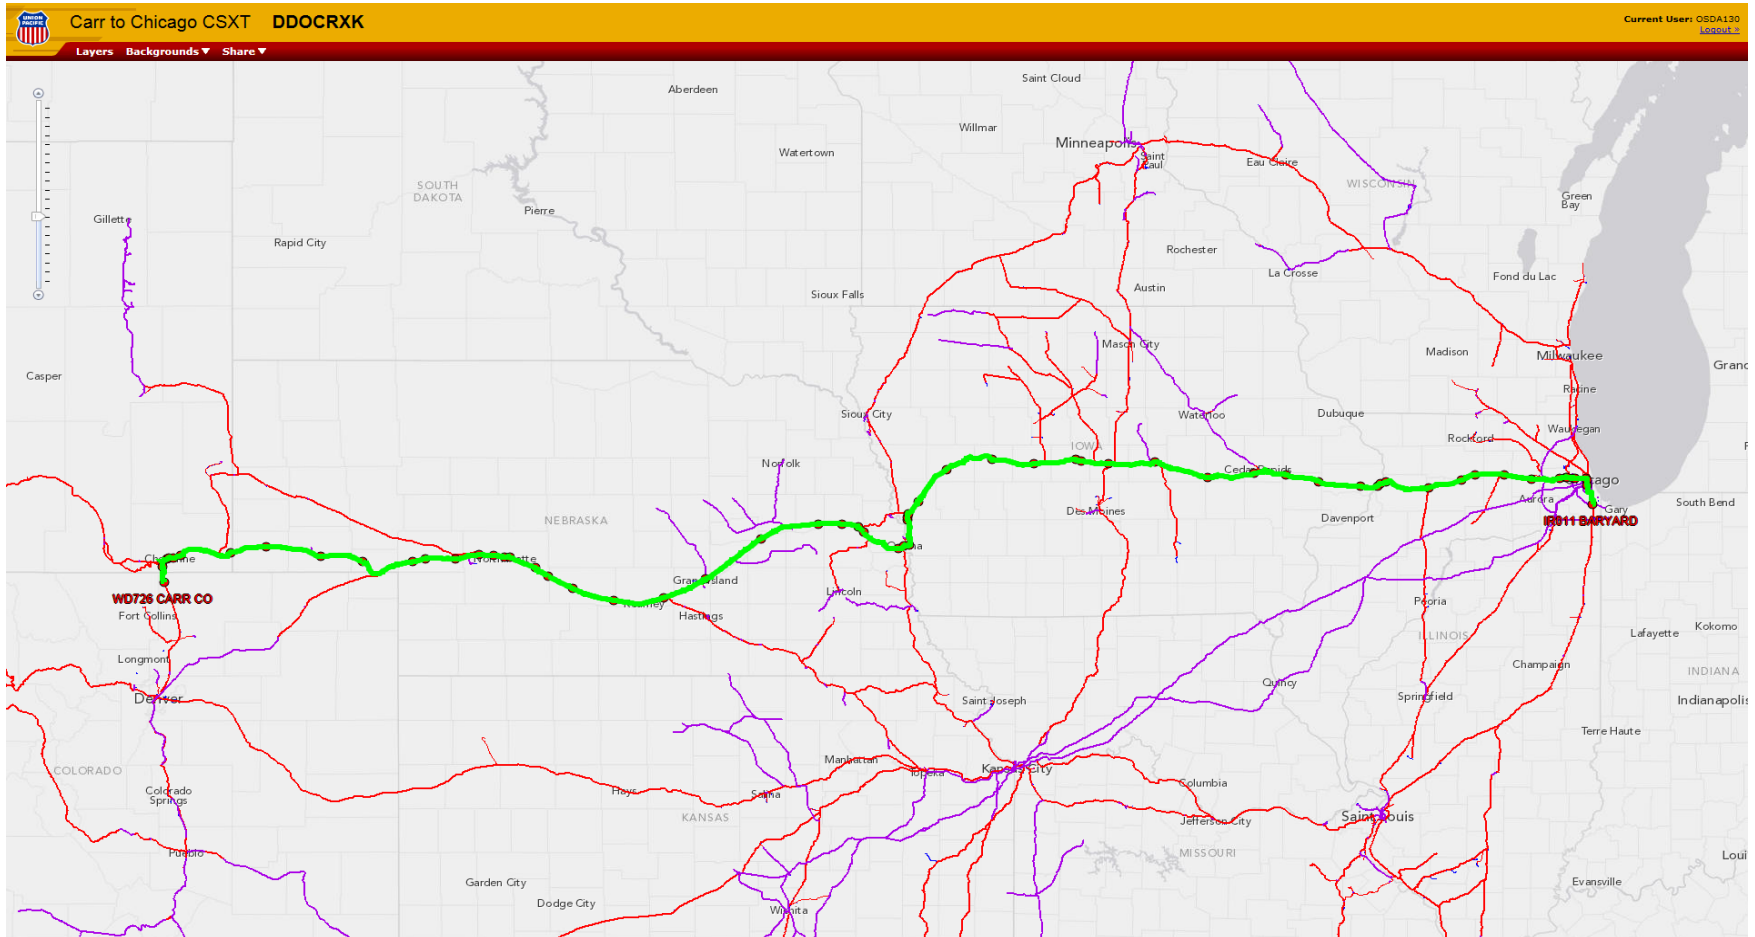 UNION PACIFIC
Carr to Chicago CSXT DDOCRXK
Current User: OSDA130
Logout »
Layers Backgrounds▼ Share▼
Saint Cloud
Aberdeen
Willmar
Minneapolis
Watertown
Saint
Paul
Eau Claire
SOUTH
DAKOTA
WISCONSIN
Green
Bay
Pierre
Gillette
Rapid City
Rochester
La Crosse
Fond du Lac
Austin
Sioux Falls
Mason City
Madison
Milwaukee
Grand
Casper
Racine
Sioux City
Waterloo
Dubuque
Waukegan
Rockford
IOWA
Norfolk
Cedar Rapids
Chicago
Aurora
South Bend
Gary
Des Moines
Davenport
NEBRASKA
IR011 BARYARD
Omaha
Cheyenne
North Platte
Grand Island
WD726 CARR CO
Lincoln
Kearney
Peoria
Fort Collins
Hastings
Kokomo
Lafayette
ILLINOIS
Longmont
Champaign
INDIANA
Quincy
Denver
Saint Joseph
Springfield
Indianapolis
Terre Haute
Manhattan
COLORADO
Topeka
Kansas City
Columbia
Colorado
Springs
Hays
Salina
KANSAS
Saint Louis
Jefferson City
Pueblo
MISSOURI
Loui
Garden City
Evansville
Dodge City
Wichita